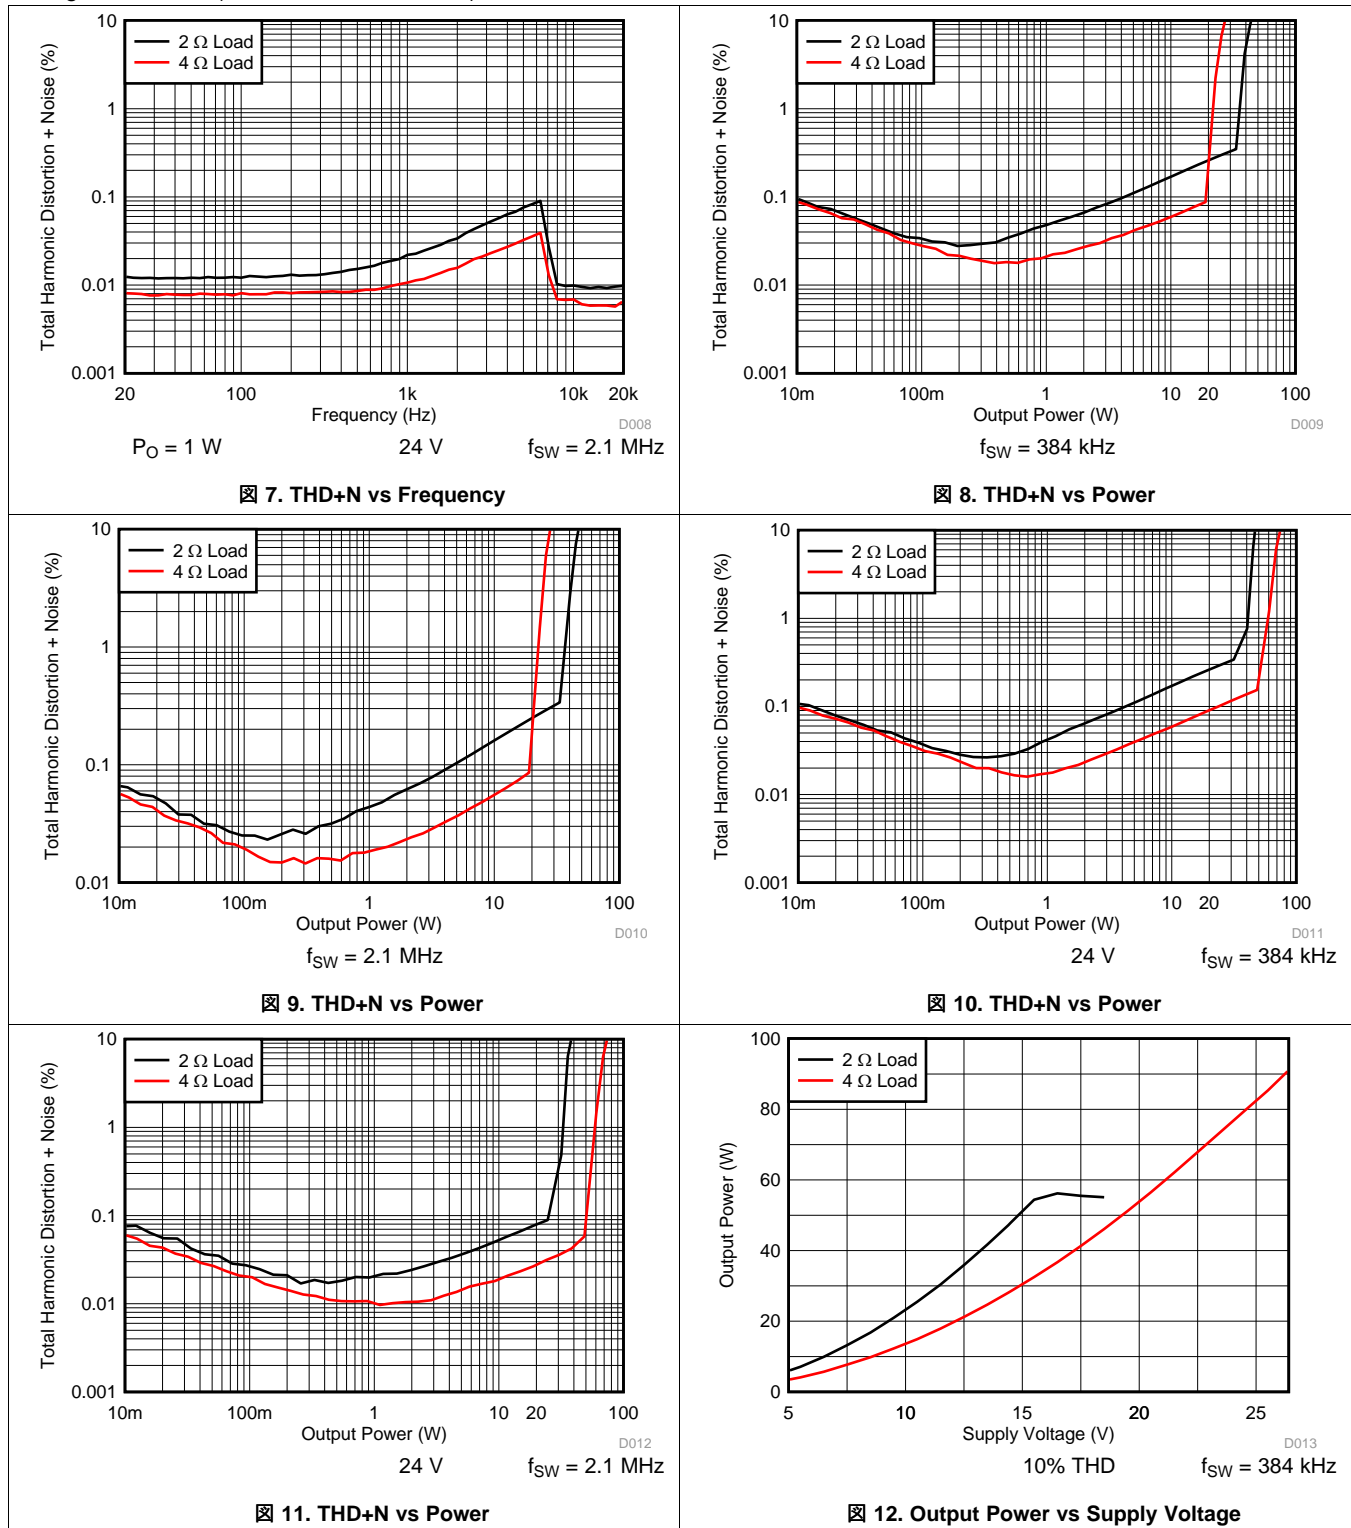 10
1
0.1
0.01
0.001
Total Harmonic Distortion + Noise (%)
2 Ω Load
4 Ω Load
20
100
1k
10k
20k
Frequency (Hz)
D008
P_O = 1 W
24 V
f_SW = 2.1 MHz
図 7. THD+N vs Frequency
10
1
0.1
0.01
0.001
Total Harmonic Distortion + Noise (%)
2 Ω Load
4 Ω Load
10m
100m
1
10
20
100
Output Power (W)
D009
f_SW = 384 kHz
図 8. THD+N vs Power
10
1
0.1
0.01
Total Harmonic Distortion + Noise (%)
2 Ω Load
4 Ω Load
10m
100m
1
10
100
Output Power (W)
D010
f_SW = 2.1 MHz
図 9. THD+N vs Power
10
1
0.1
0.01
0.001
Total Harmonic Distortion + Noise (%)
2 Ω Load
4 Ω Load
10m
100m
1
10
20
100
Output Power (W)
D011
24 V
f_SW = 384 kHz
図 10. THD+N vs Power
10
1
0.1
0.01
0.001
Total Harmonic Distortion + Noise (%)
2 Ω Load
4 Ω Load
10m
100m
1
10
20
100
Output Power (W)
D012
24 V
f_SW = 2.1 MHz
図 11. THD+N vs Power
100
80
60
40
20
0
Output Power (W)
2 Ω Load
4 Ω Load
5
10
15
20
25
Supply Voltage (V)
D013
10% THD
f_SW = 384 kHz
図 12. Output Power vs Supply Voltage